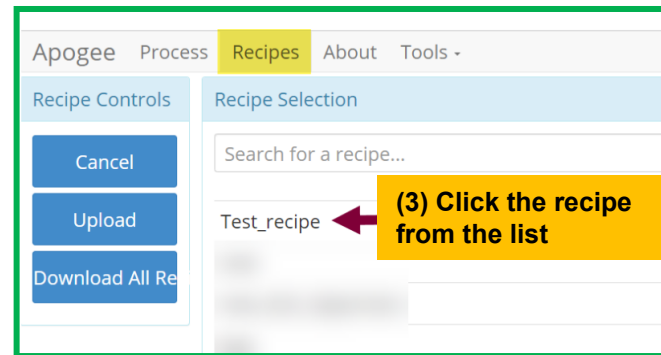 Apogee Process Recipes About Tools
Recipe Controls
Recipe Selection
Cancel
Search for a recipe...
Upload
Test_recipe
(3) Click the recipe
from the list
Download All Re